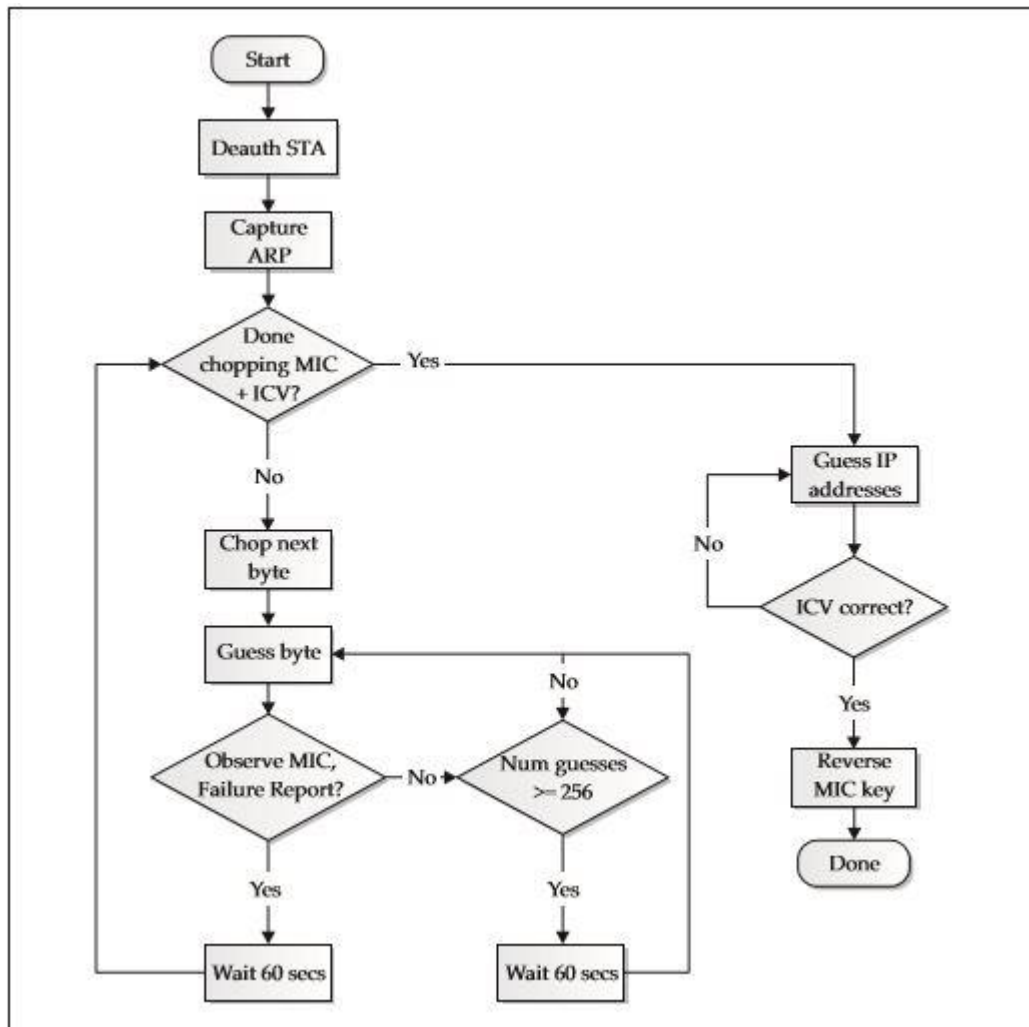 Start
Deauth STA
Capture
ARP
Done
chopping MIC
+ ICV?
Yes
No
Chop next
byte
Guess byte
Observe MIC,
Failure Report?
No
Num guesses
>= 256
No
Yes
Yes
Wait 60 secs
Wait 60 secs
Guess IP
addresses
No
ICV correct?
Yes
Reverse
MIC key
Done